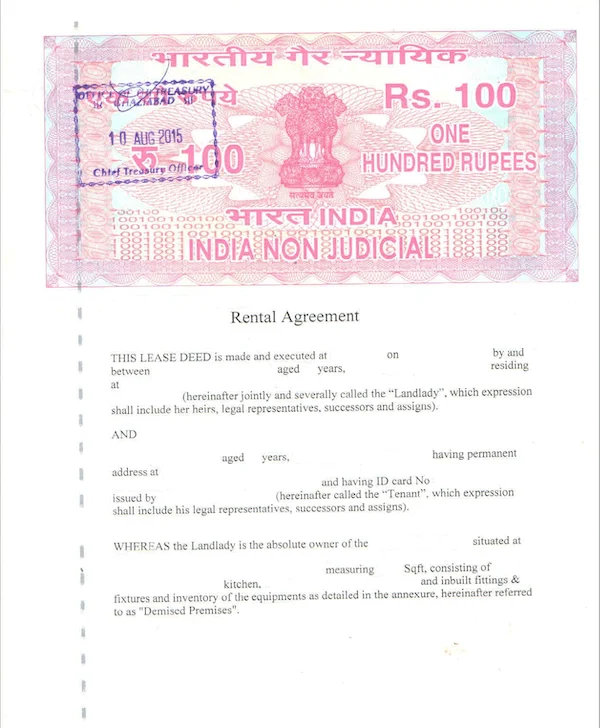 भारतीय गैर न्यायिक
एक सौ रुपये
Rs. 100
OFFICE OF THE TREASURY
GHAZIABAD
10 AUG 2015
Chief Treasury Officer
रु. 100
ONE
HUNDRED RUPEES
सत्यमेव जयते
भारत INDIA
INDIA NON JUDICIAL
Rental Agreement
THIS LEASE DEED is made and executed at on by and
between aged years, residing
at
(hereinafter jointly and severally called the “Landlady”, which expression
shall include her heirs, legal representatives, successors and assigns).
AND
aged years, having permanent
address at
and having ID card No
issued by (hereinafter called the “Tenant”, which expression
shall include his legal representatives, successors and assigns).
WHEREAS the Landlady is the absolute owner of the situated at
measuring Sqft, consisting of
kitchen, and inbuilt fittings &
fixtures and inventory of the equipments as detailed in the annexure, hereinafter referred
to as "Demised Premises".